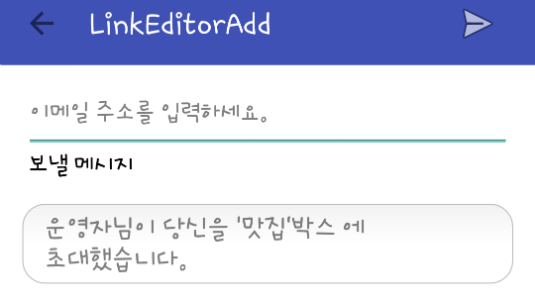 LinkEditorAdd
이메일 주소를 입력하세요.
보낼 메시지
운영자님이 당신을 '맛집'박스 에
초대했습니다.